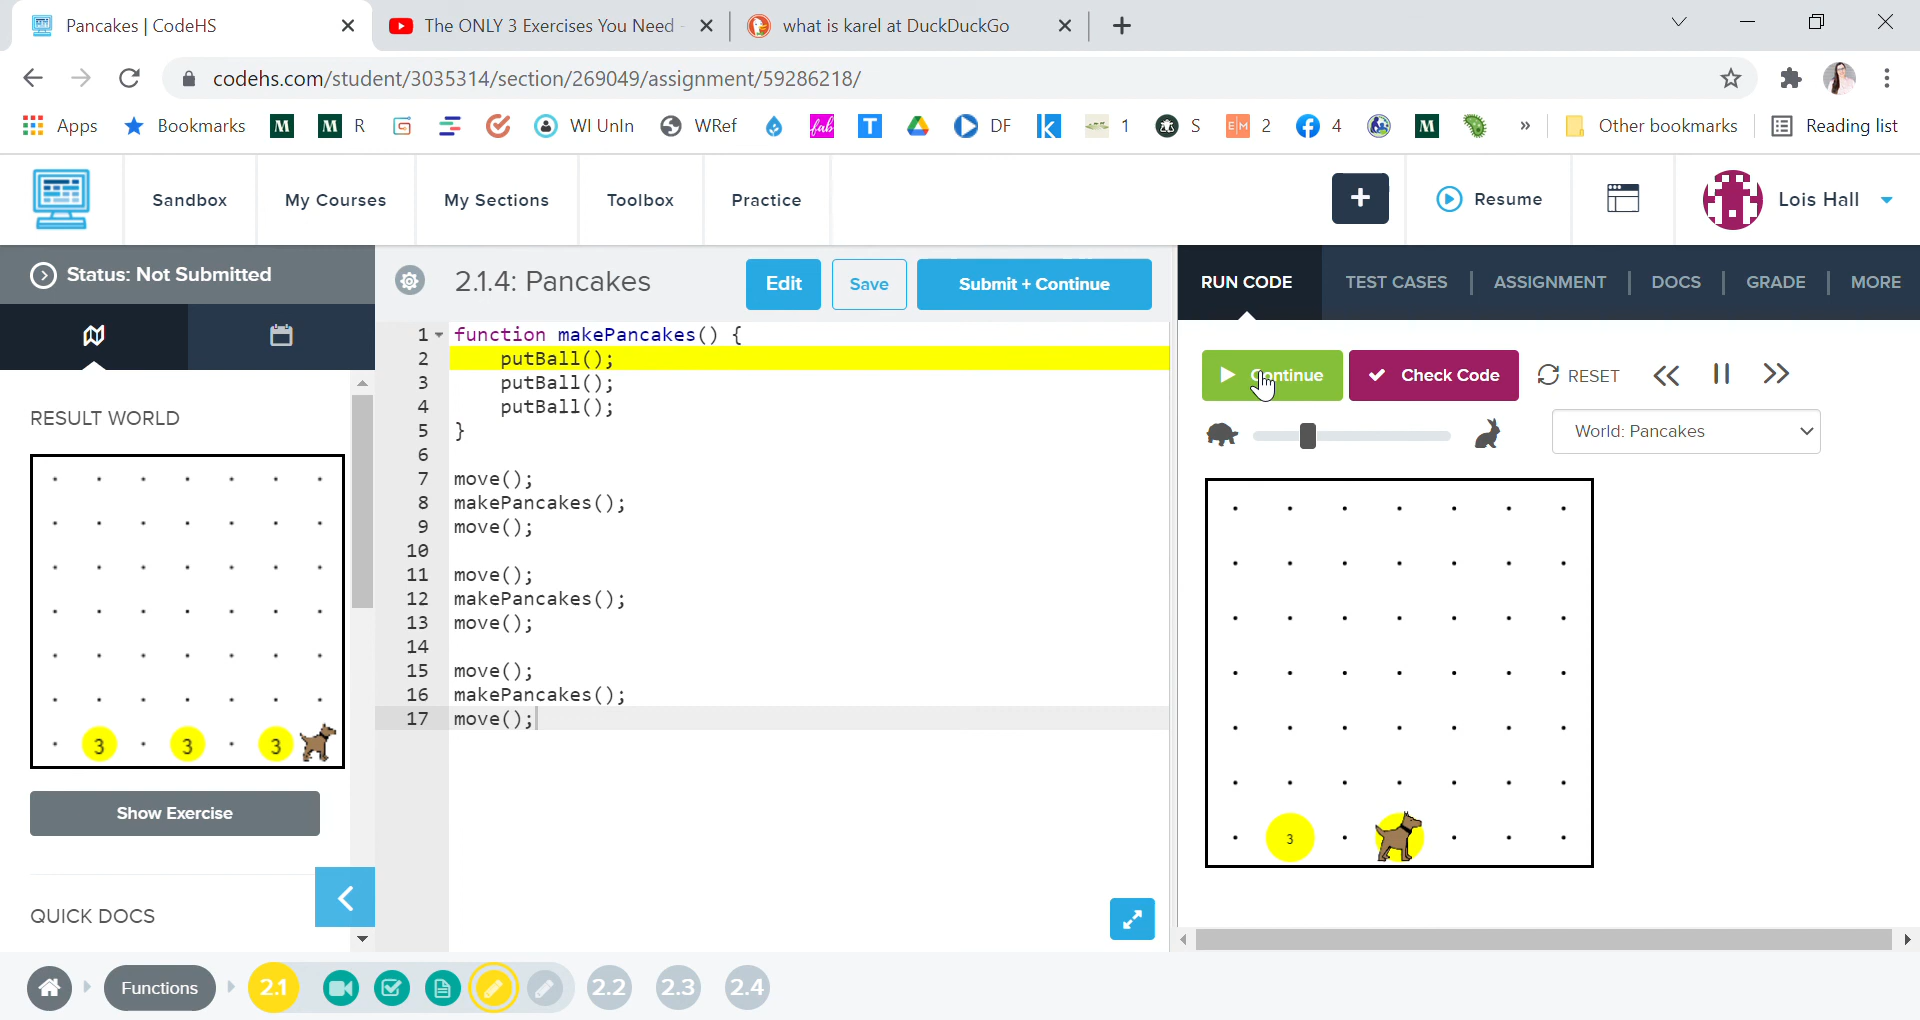 Pancakes | CodeHS
The ONLY 3 Exercises You Need -
what is karel at DuckDuckGo
codehs.com/student/3035314/section/269049/assignment/59286218/
Apps
Bookmarks
M
M R
WI UnIn
WRef
fab
T
DF
K
1
S
EM 2
4
M
»
Other bookmarks
Reading list
Sandbox
My Courses
My Sections
Toolbox
Practice
+
Resume
Lois Hall
Status: Not Submitted
2.1.4: Pancakes
Edit
Save
Submit + Continue
RUN CODE
TEST CASES
ASSIGNMENT
DOCS
GRADE
MORE
RESULT WORLD
3 3 3
Show Exercise
QUICK DOCS
1 function makePancakes() {
2 putBall();
3 putBall();
4 putBall();
5 }
6
7 move();
8 makePancakes();
9 move();
10
11 move();
12 makePancakes();
13 move();
14
15 move();
16 makePancakes();
17 move();
Continue
Check Code
RESET
World: Pancakes
3
Functions
2.1
2.2
2.3
2.4